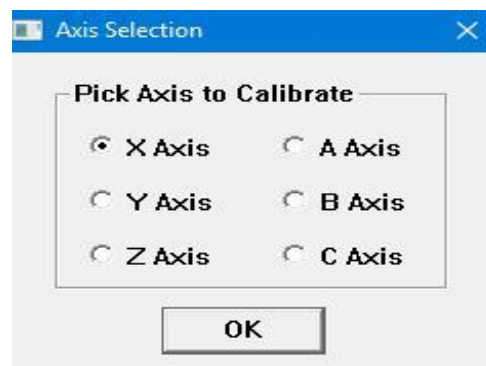 Axis Selection
Pick Axis to Calibrate
X Axis A Axis
Y Axis B Axis
Z Axis C Axis
OK